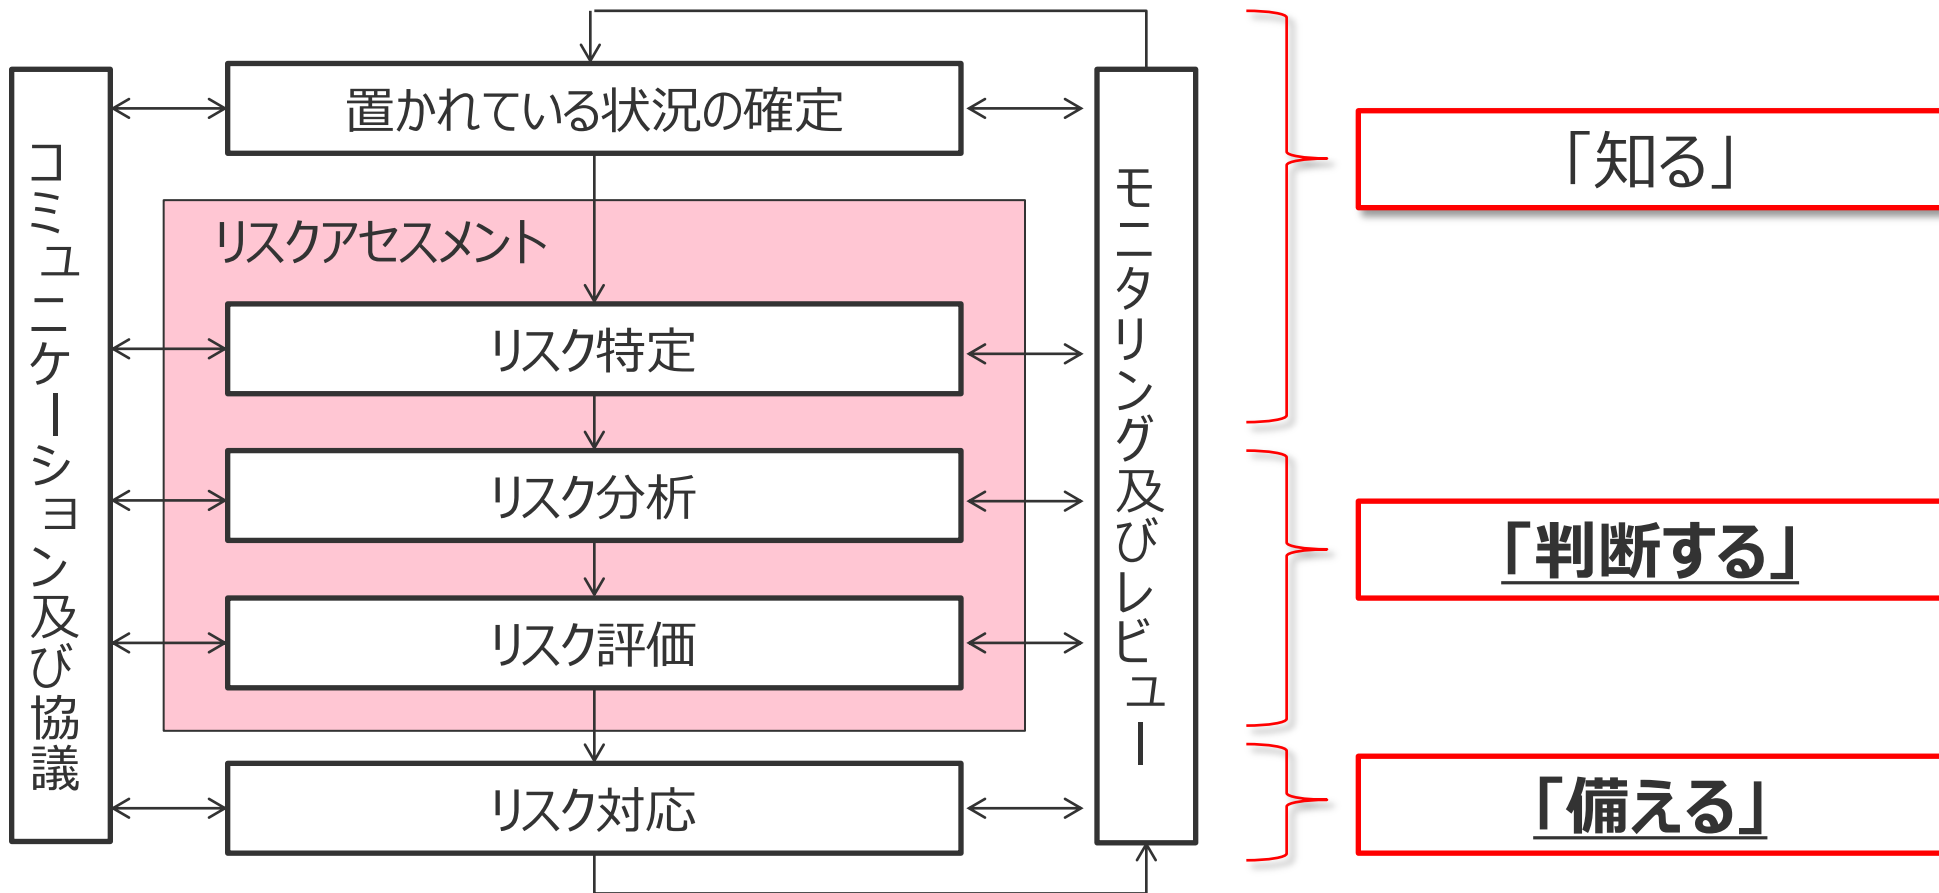 置かれている状況の確定
コミュニケーション及び協議
リスクアセスメント
リスク特定
リスク分析
リスク評価
リスク対応
モニタリング及びレビュー
「知る」
「判断する」
「備える」